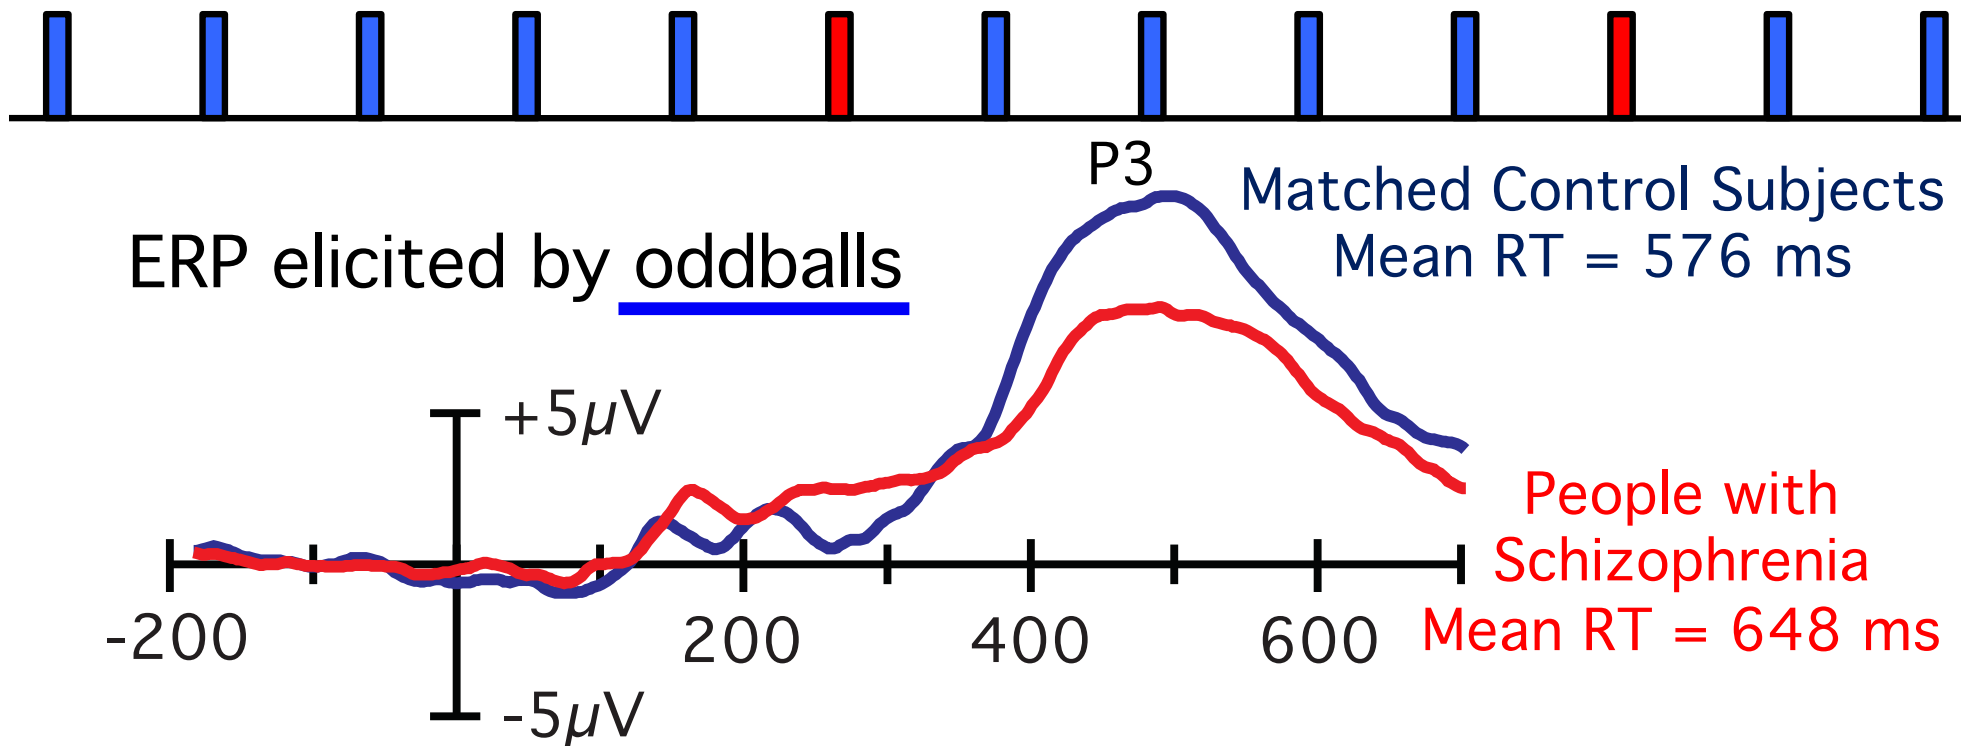 P3
Matched Control Subjects
Mean RT = 576 ms
ERP elicited by oddballs
+5µV
People with
Schizophrenia
Mean RT = 648 ms
-200
200
400
600
-5µV